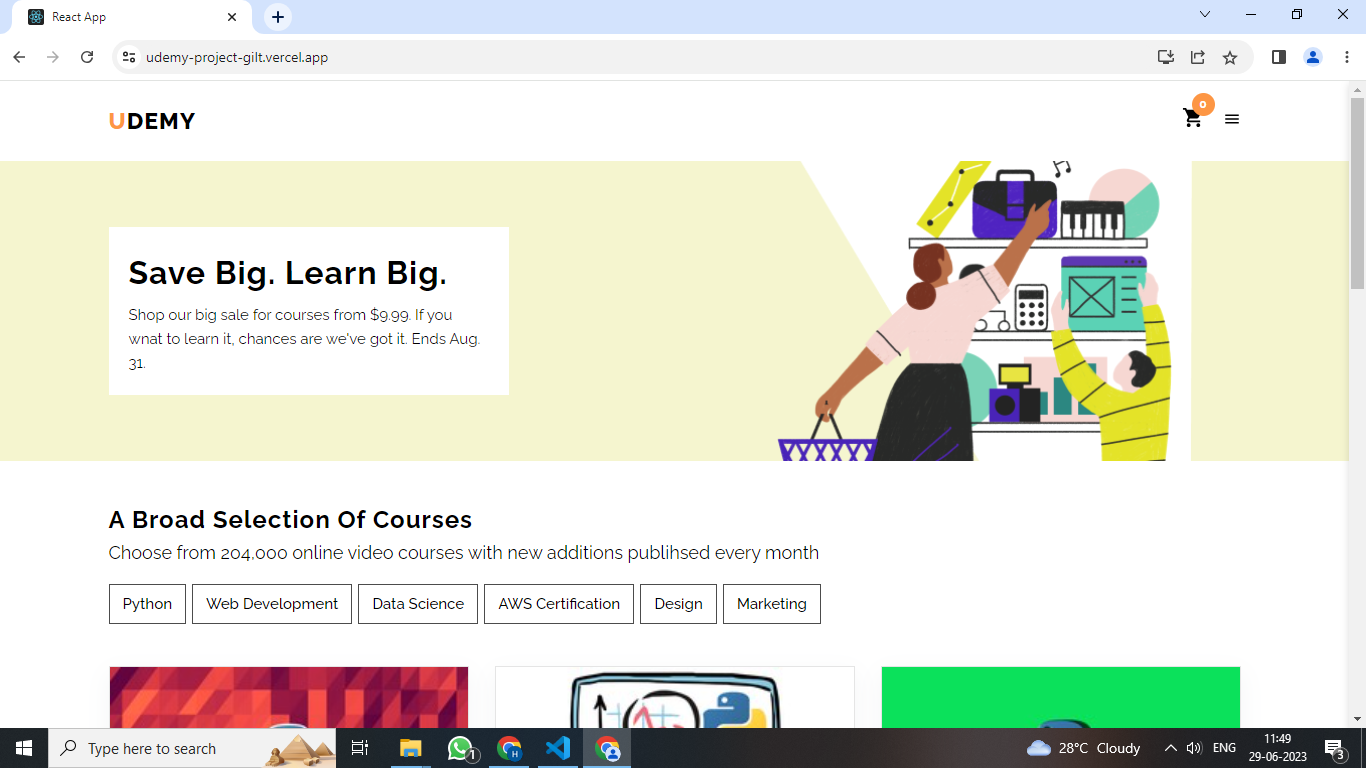 React App
udemy-project-gilt.vercel.app
UDEMY
0
Save Big. Learn Big.
Shop our big sale for courses from $9.99. If you
wnat to learn it, chances are we've got it. Ends Aug.
31.
A Broad Selection Of Courses
Choose from 204,000 online video courses with new additions publihsed every month
Python
Web Development
Data Science
AWS Certification
Design
Marketing
Type here to search
1
H
28°C Cloudy
ENG
11:49
29-06-2023
3